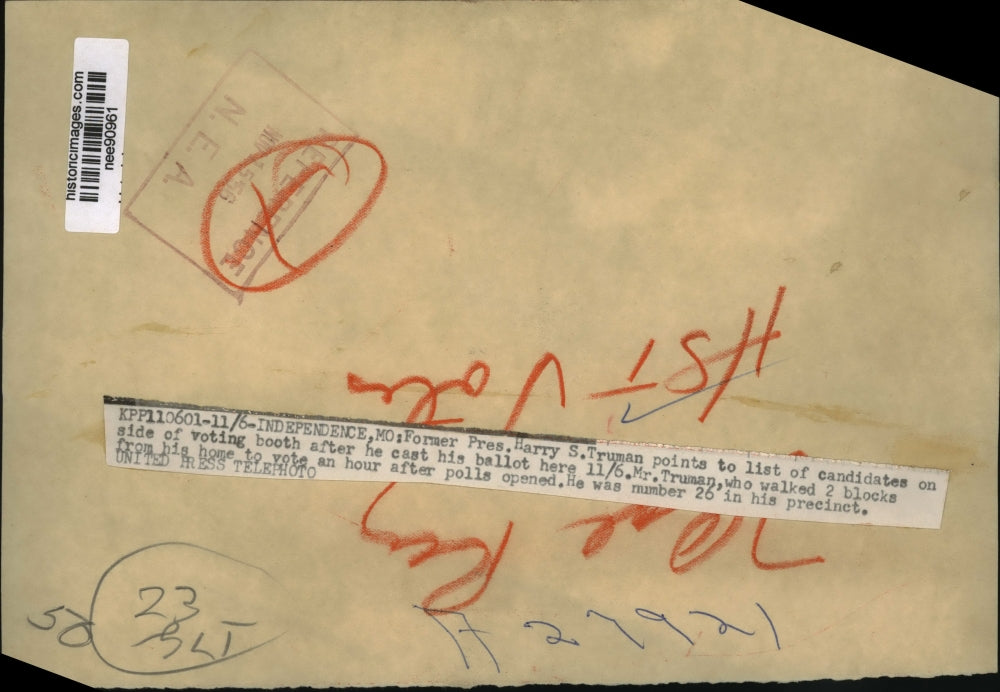 historicimages.com
nee90961
N. E. A.
REFERENCE
HST Votes
KPP110601-11/6-INDEPENDENCE,MO:Former Pres.Harry S.Truman points to list of candidates on
side of voting booth after he cast his ballot here 11/6.Mr.Truman,who walked 2 blocks
from his home to vote an hour after polls opened.He was number 26 in his precinct.
UNITED PRESS TELEPHOTO
23